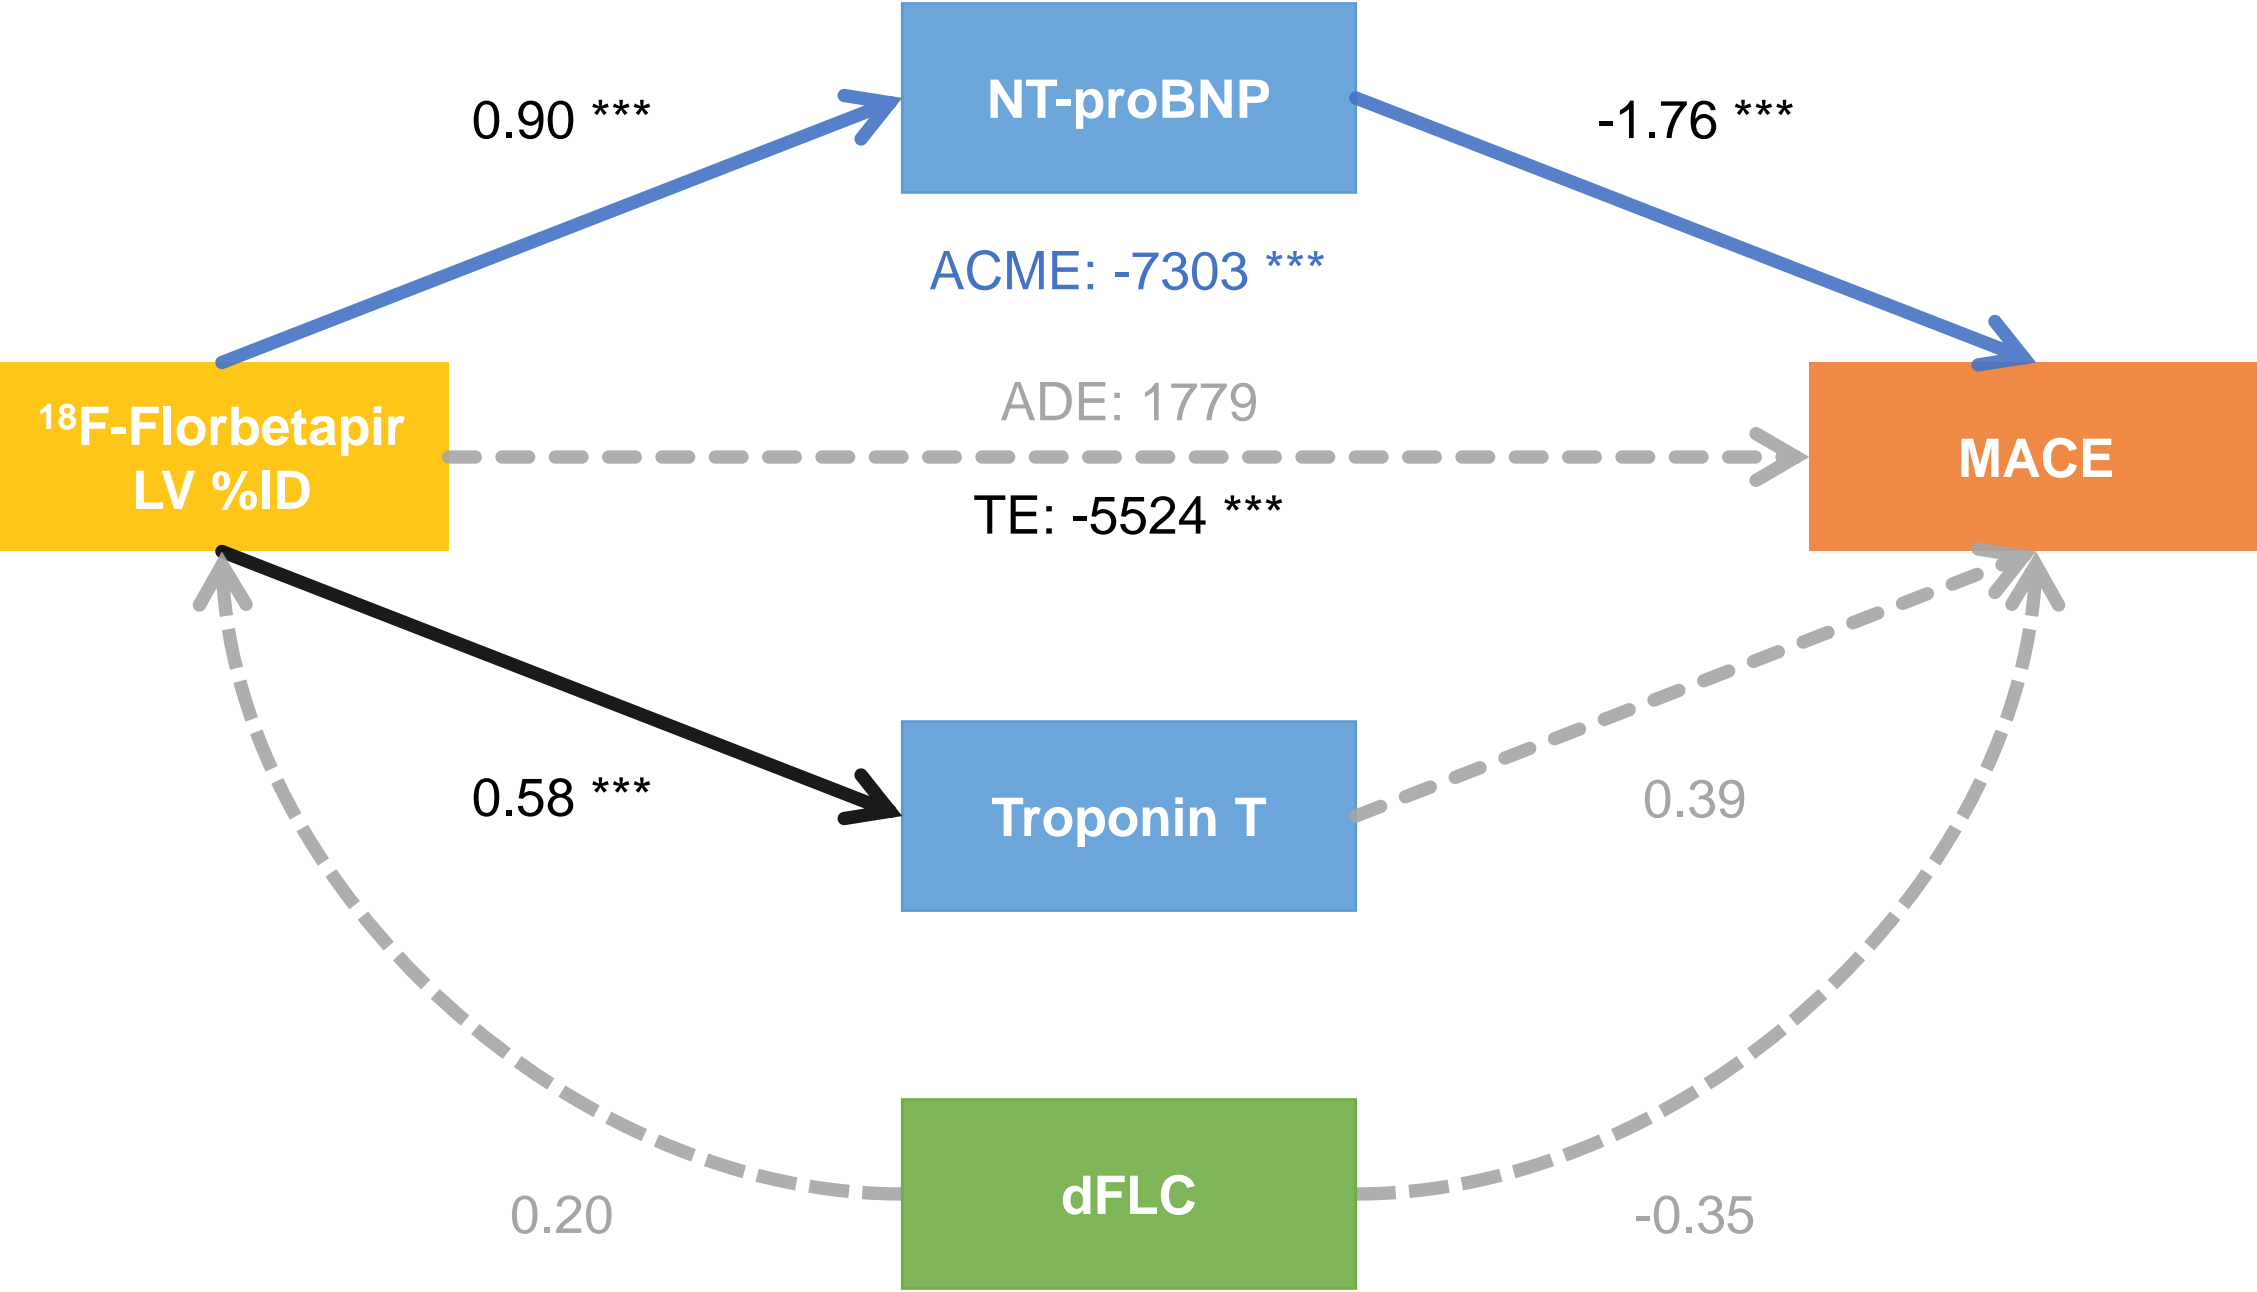 NT-proBNP
0.90 ***
-1.76 ***
ACME: -7303 ***
ADE: 1779
¹⁸F-Florbetapir
LV %ID
MACE
TE: -5524 ***
0.58 ***
Troponin T
0.39
dFLC
0.20
-0.35